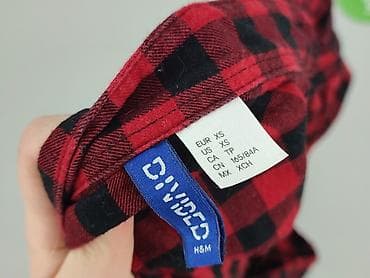 EUR XS
US XS
CA TP
CN 165/84A
MX XCH
DIVIDED
H&M